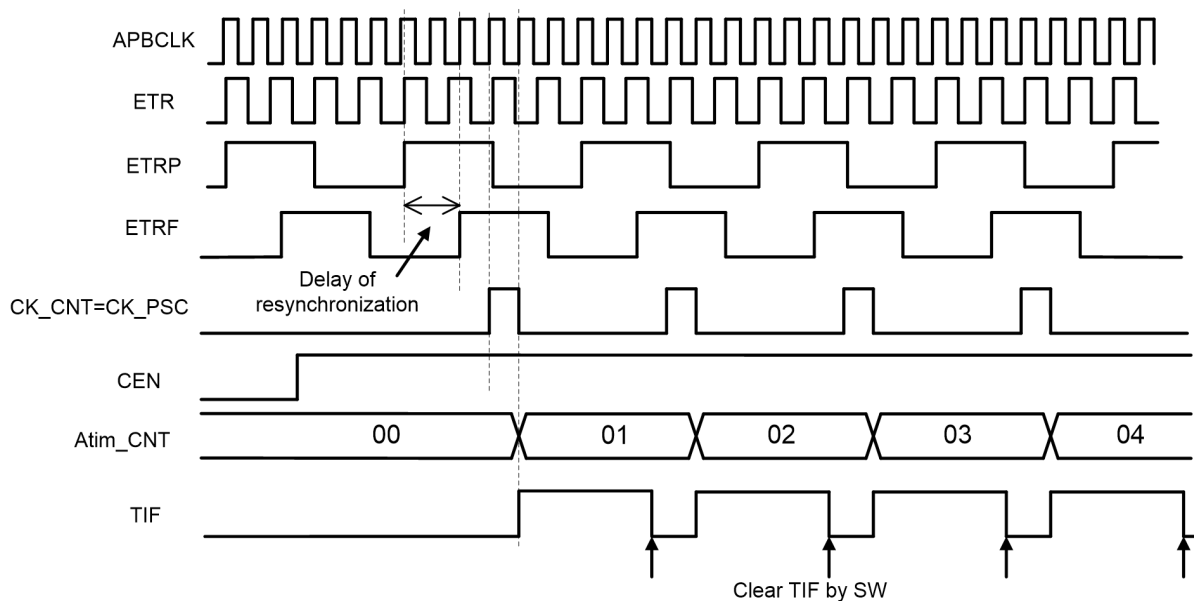 APBCLK
ETR
ETRP
ETRF
Delay of
resynchronization
CK_CNT=CK_PSC
CEN
Atim_CNT
00
01
02
03
04
TIF
Clear TIF by SW